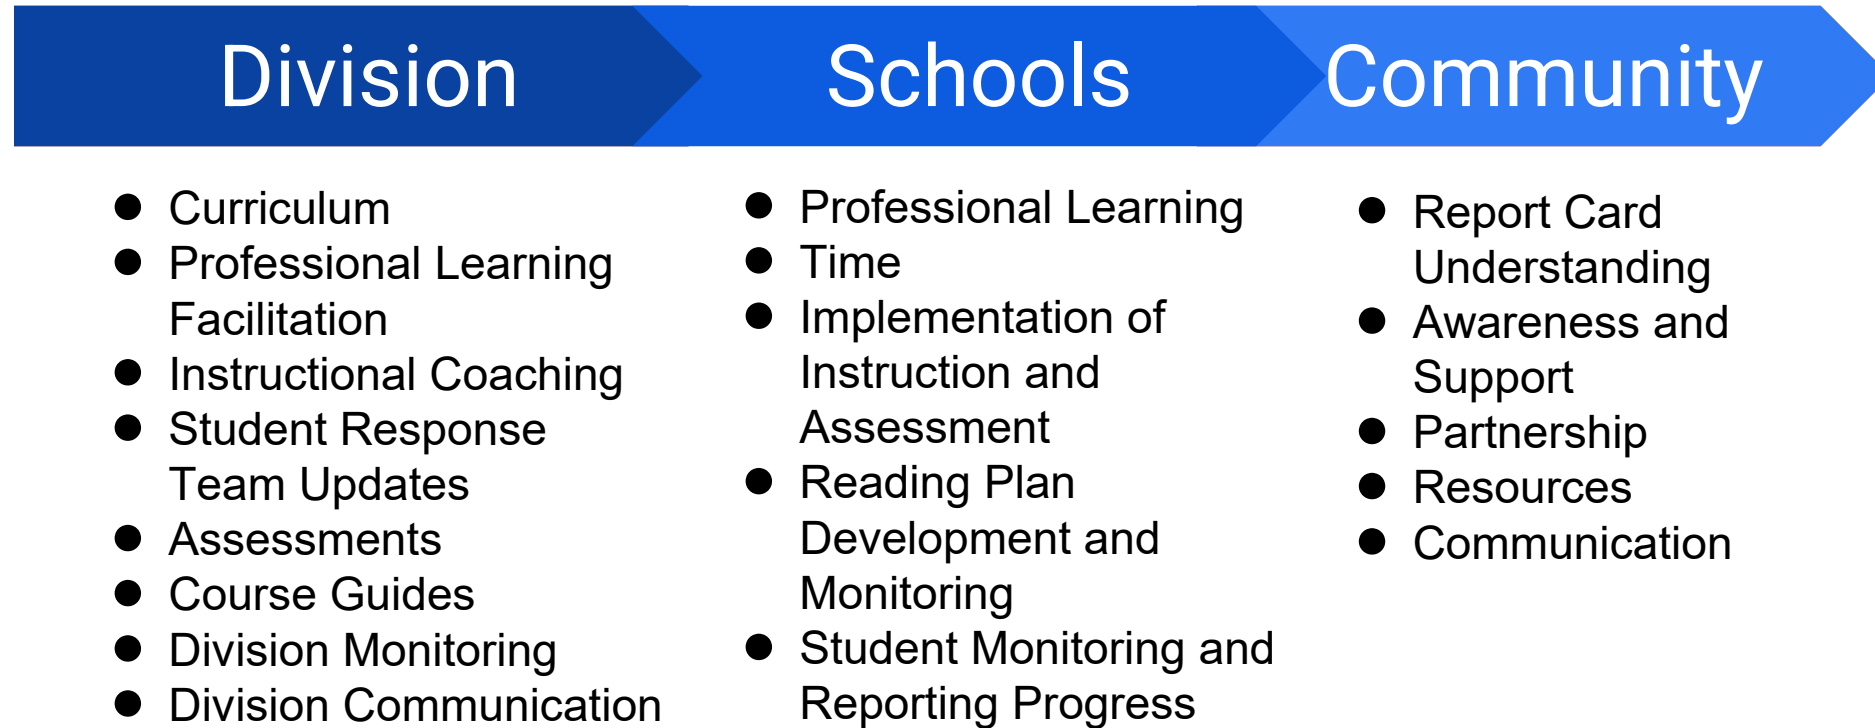 Division
Schools
Community
● Curriculum
● Professional Learning
Facilitation
● Instructional Coaching
● Student Response
Team Updates
● Assessments
● Course Guides
● Division Monitoring
● Division Communication
● Professional Learning
● Time
● Implementation of
Instruction and
Assessment
● Reading Plan
Development and
Monitoring
● Student Monitoring and
Reporting Progress
● Report Card
Understanding
● Awareness and
Support
● Partnership
● Resources
● Communication